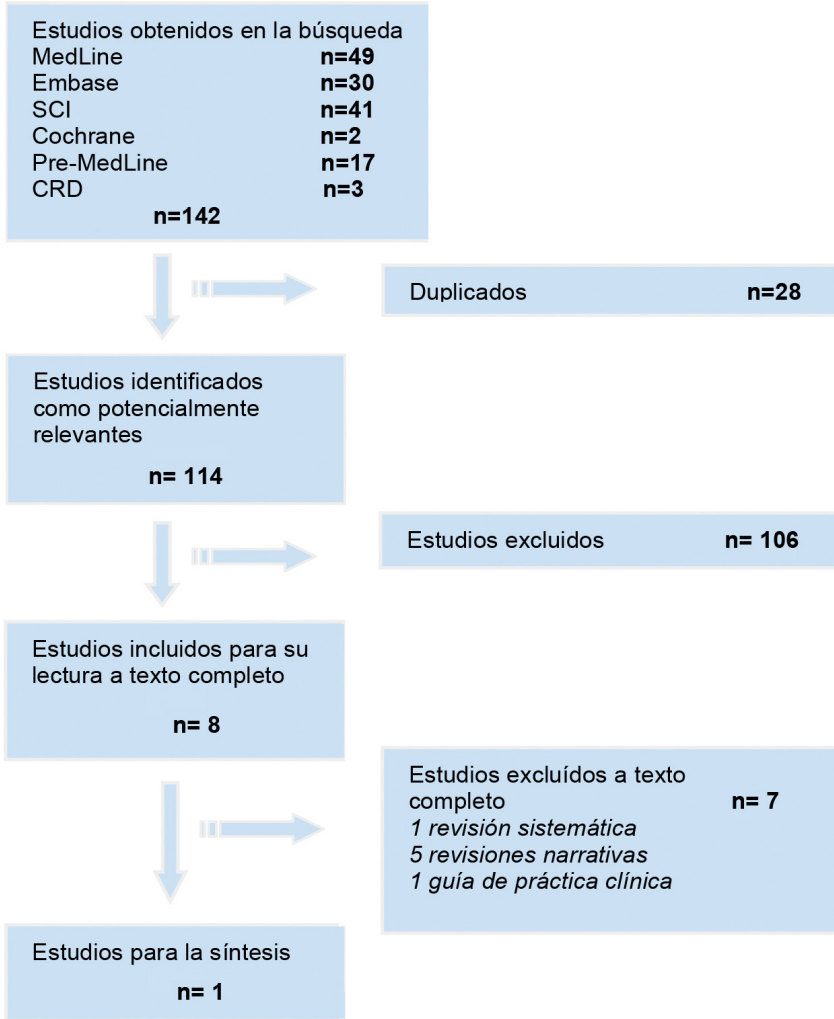 Estudios obtenidos en la búsqueda
MedLine n=49
Embase n=30
SCI n=41
Cochrane n=2
Pre-MedLine n=17
CRD n=3
n=142
Duplicados n=28
Estudios identificados
como potencialmente
relevantes
n= 114
Estudios excluidos n= 106
Estudios incluidos para su
lectura a texto completo
n= 8
Estudios excluídos a texto
completo n= 7
1 revisión sistemática
5 revisiones narrativas
1 guía de práctica clínica
Estudios para la síntesis
n= 1